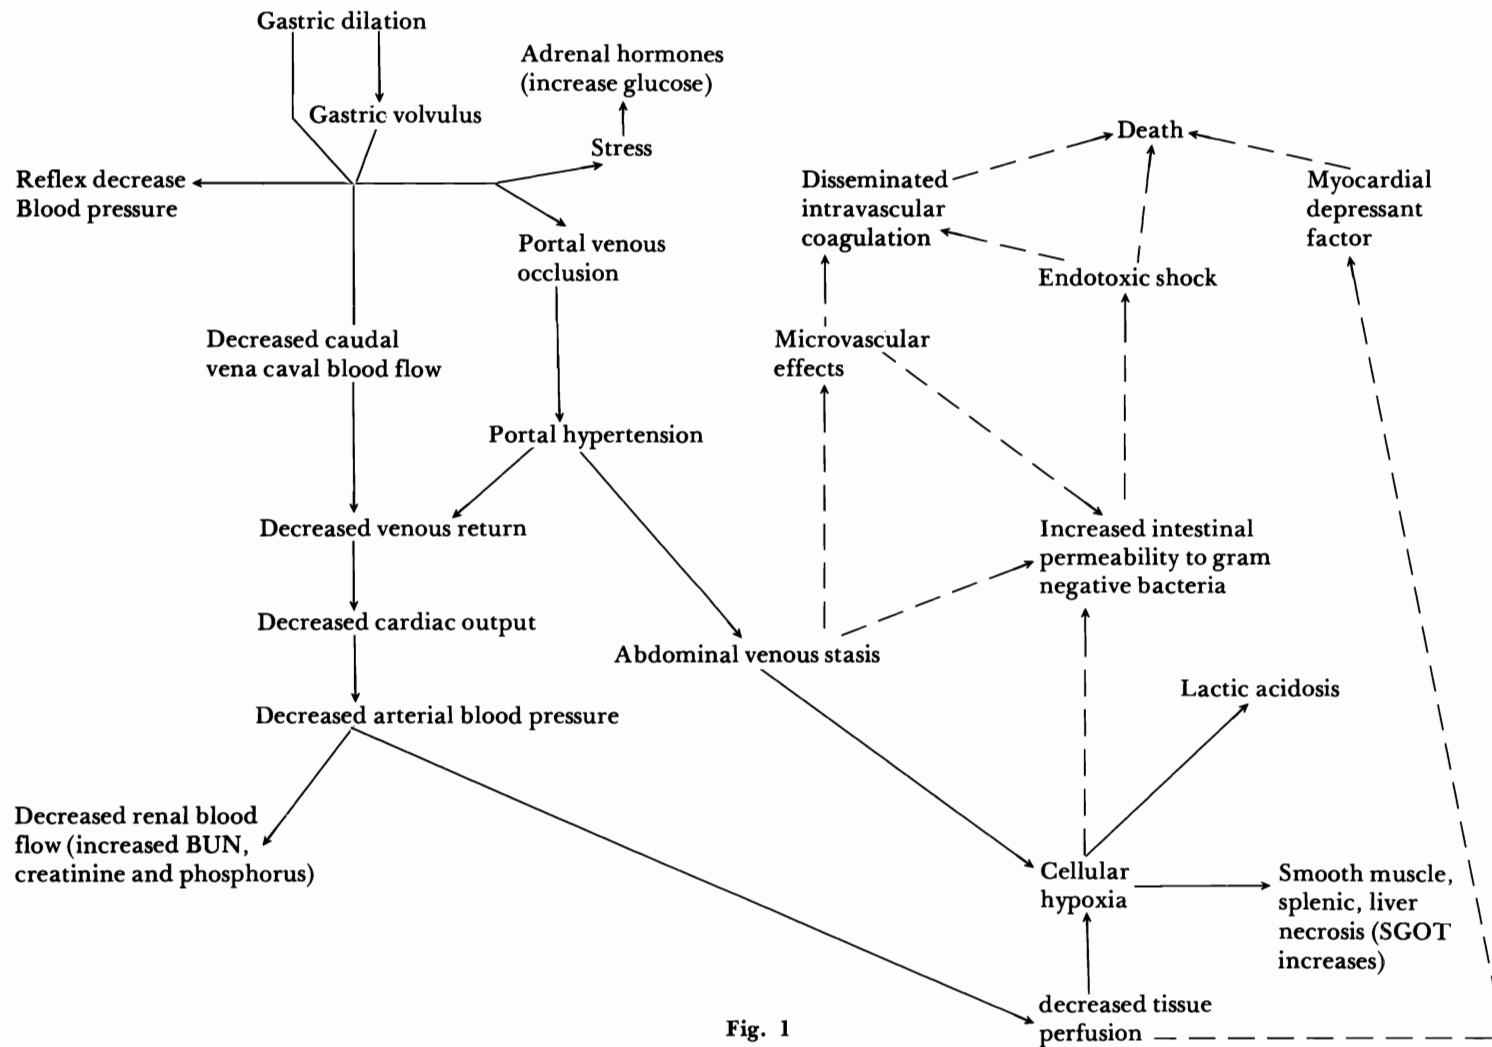 Gastric dilation
Adrenal hormones
(increase glucose)
Gastric volvulus
Stress
Death
Reflex decrease
Blood pressure
Disseminated
intravascular
coagulation
Myocardial
depressant
factor
Portal venous
occlusion
Endotoxic shock
Decreased caudal
vena caval blood flow
Microvascular
effects
Portal hypertension
Decreased venous return
Increased intestinal
permeability to gram
negative bacteria
Decreased cardiac output
Abdominal venous stasis
Lactic acidosis
Decreased arterial blood pressure
Decreased renal blood
flow (increased BUN,
creatinine and phosphorus)
Cellular
hypoxia
Smooth muscle,
splenic, liver
necrosis (SGOT
increases)
decreased tissue
perfusion
Fig. 1